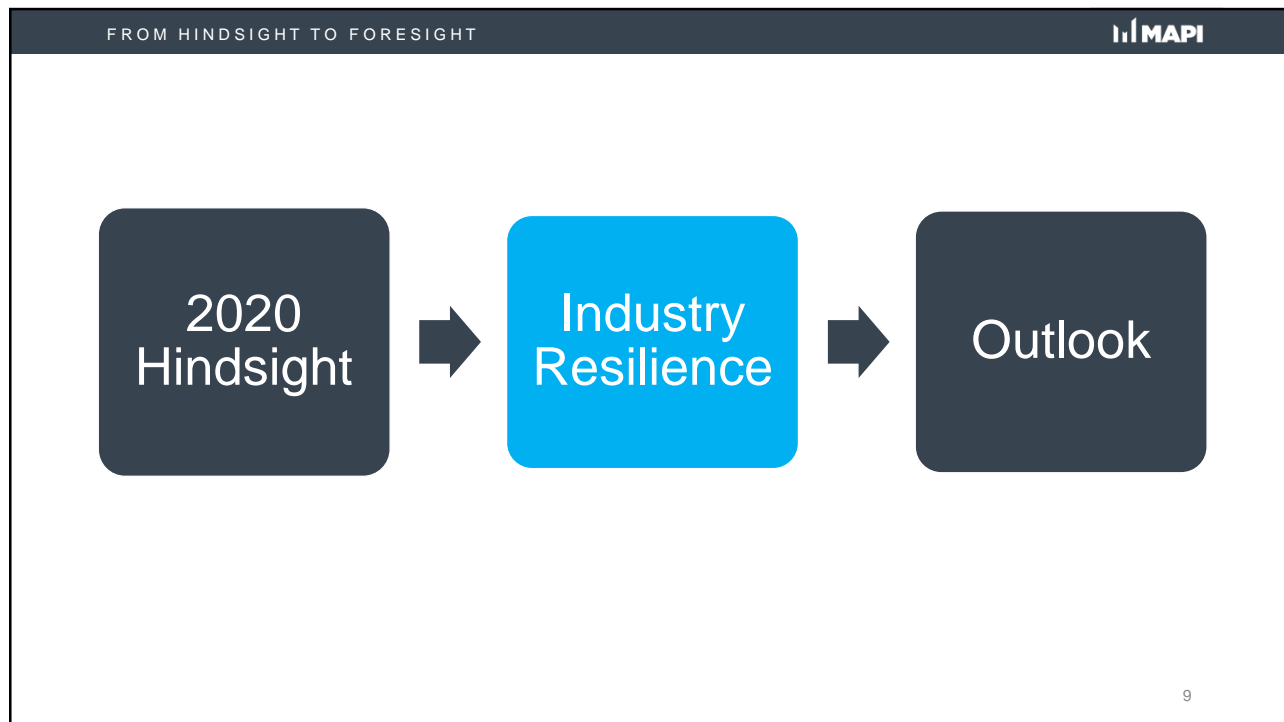 FROM HINDSIGHT TO FORESIGHT
MAPI
2020
Hindsight
Industry
Resilience
Outlook
9